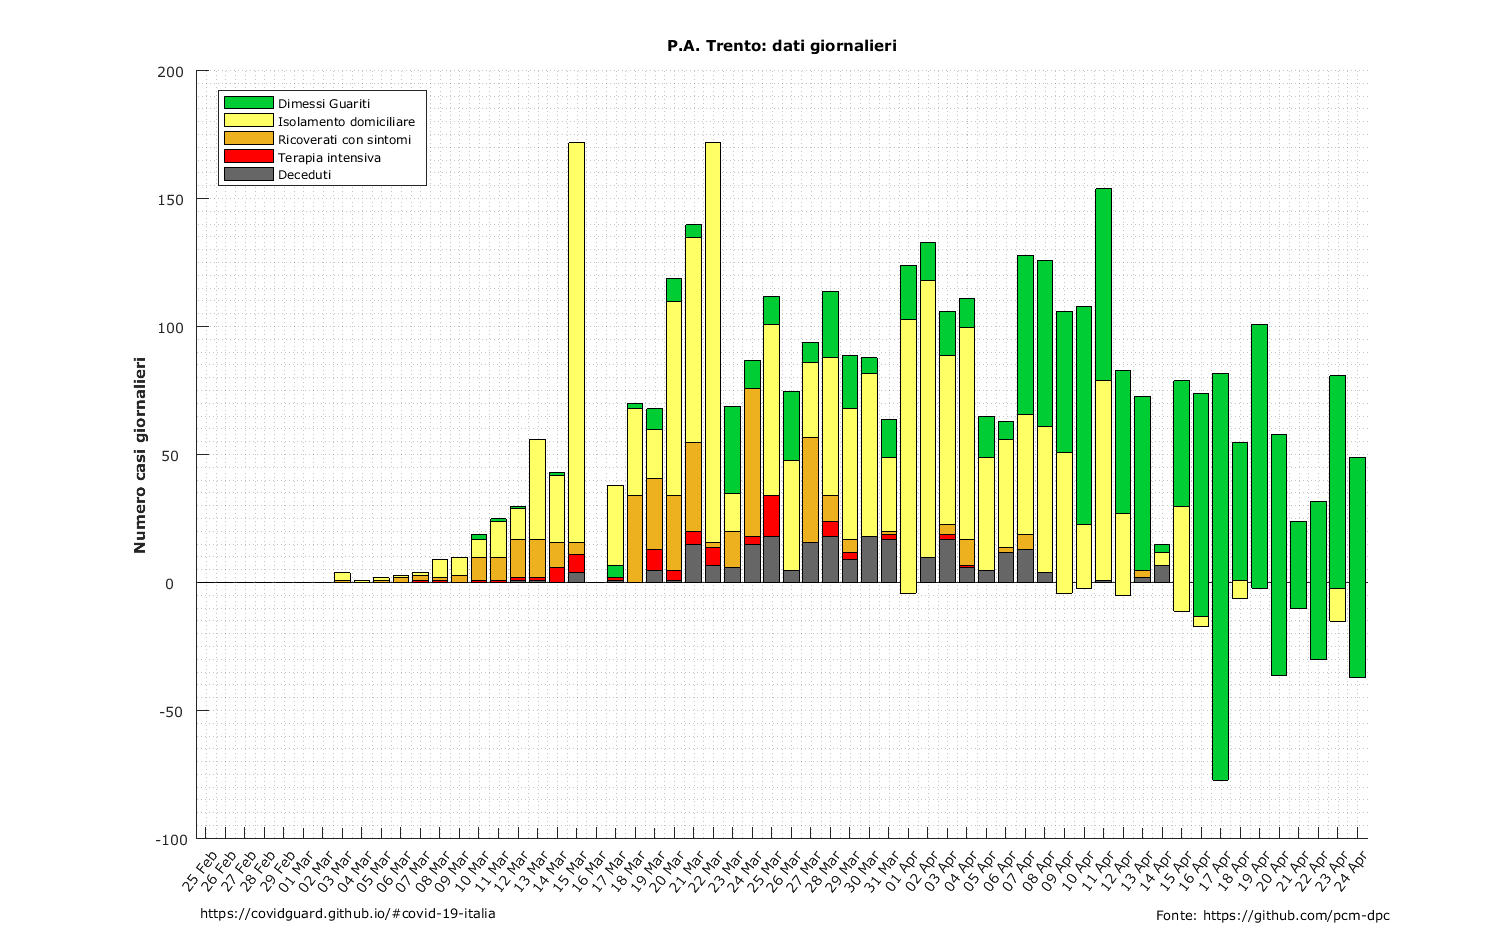 P.A. Trento: dati giornalieri
Numero casi giornalieri
200
150
100
50
0
-50
-100
Dimessi Guariti
Isolamento domiciliare
Ricoverati con sintomi
Terapia intensiva
Deceduti
25 Feb
26 Feb
27 Feb
28 Feb
29 Feb
01 Mar
02 Mar
03 Mar
04 Mar
05 Mar
06 Mar
07 Mar
08 Mar
09 Mar
10 Mar
11 Mar
12 Mar
13 Mar
14 Mar
15 Mar
16 Mar
17 Mar
18 Mar
19 Mar
20 Mar
21 Mar
22 Mar
23 Mar
24 Mar
25 Mar
26 Mar
27 Mar
28 Mar
29 Mar
30 Mar
31 Mar
01 Apr
02 Apr
03 Apr
04 Apr
05 Apr
06 Apr
07 Apr
08 Apr
09 Apr
10 Apr
11 Apr
12 Apr
13 Apr
14 Apr
15 Apr
16 Apr
17 Apr
18 Apr
19 Apr
20 Apr
21 Apr
22 Apr
23 Apr
24 Apr
https://covidguard.github.io/#covid-19-italia
Fonte: https://github.com/pcm-dpc